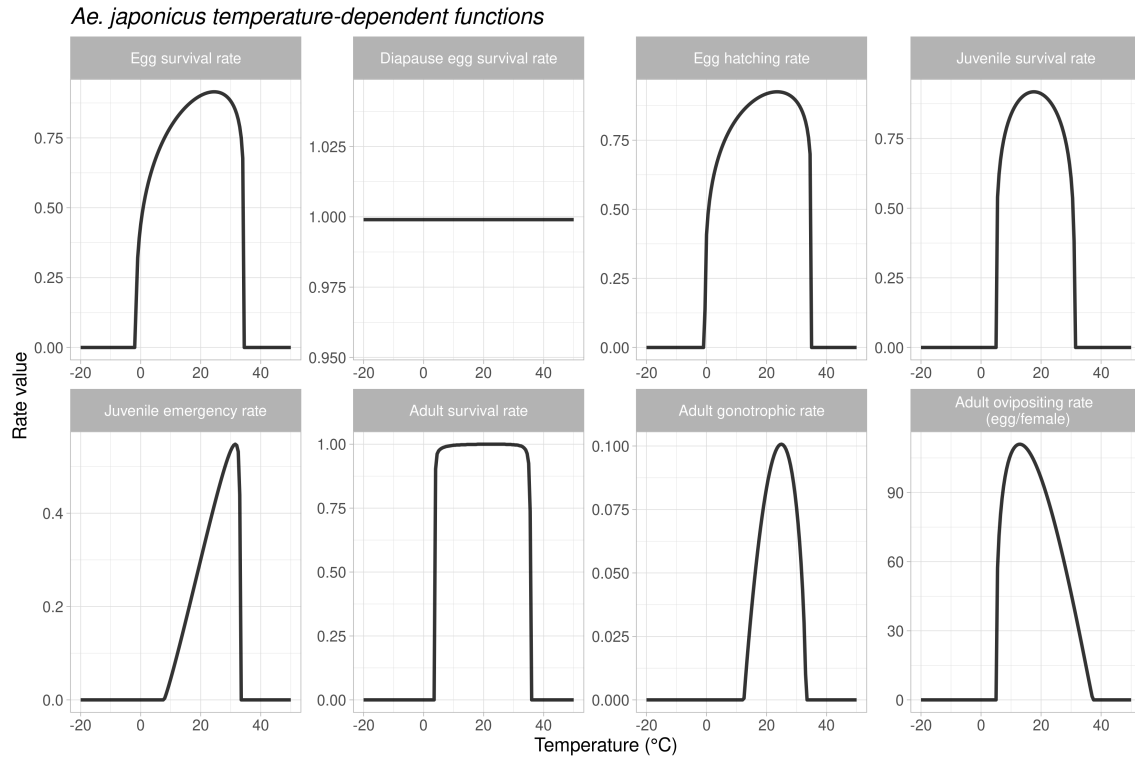 Ae. japonicus temperature-dependent functions
Egg survival rate
Diapause egg survival rate
Egg hatching rate
Juvenile survival rate
0.75
0.50
0.25
0.00
-20 0 20 40
1.025
1.000
0.975
0.950
-20 0 20 40
0.75
0.50
0.25
0.00
-20 0 20 40
0.75
0.50
0.25
0.00
-20 0 20 40
Rate value
Juvenile emergency rate
Adult survival rate
Adult gonotrophic rate
Adult ovipositing rate
(egg/female)
0.4
0.2
0.0
-20 0 20 40
1.00
0.75
0.50
0.25
0.00
-20 0 20 40
0.100
0.075
0.050
0.025
0.000
-20 0 20 40
90
60
30
0
-20 0 20 40
Temperature (°C)